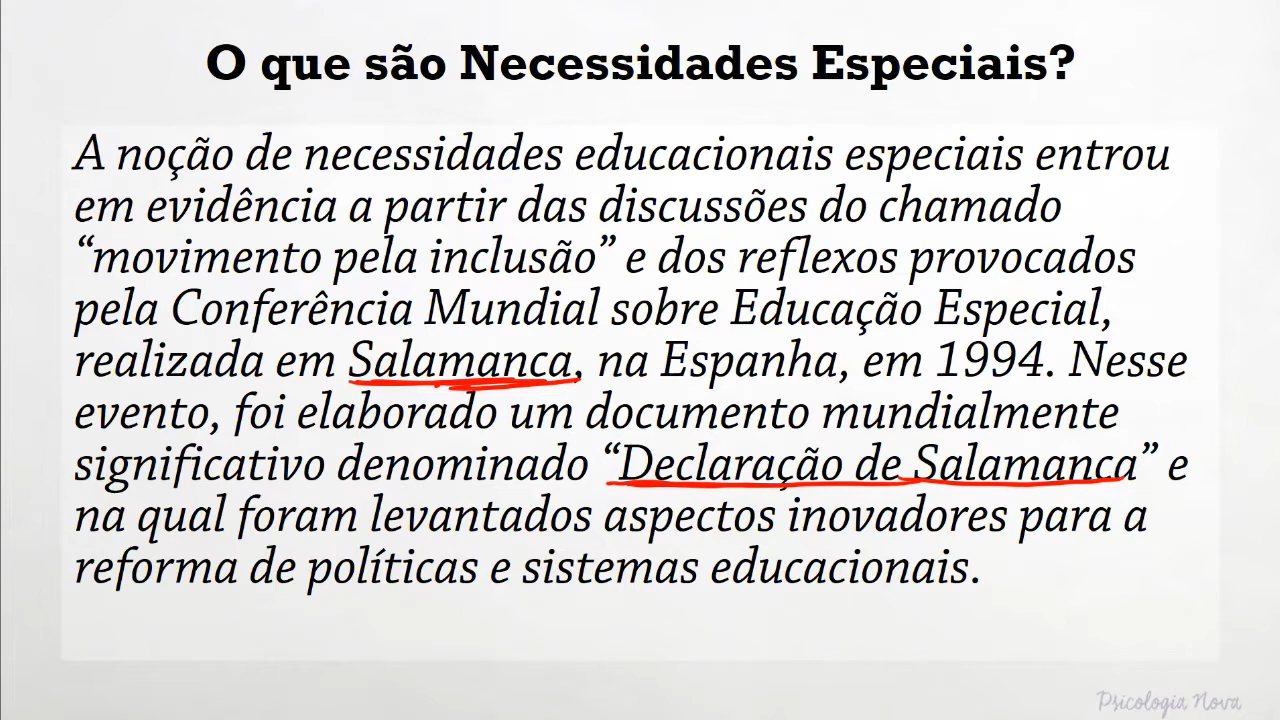 O que são Necessidades Especiais?
A noção de necessidades educacionais especiais entrou
em evidência a partir das discussões do chamado
“movimento pela inclusão” e dos reflexos provocados
pela Conferência Mundial sobre Educação Especial,
realizada em Salamanca, na Espanha, em 1994. Nesse
evento, foi elaborado um documento mundialmente
significativo denominado “Declaração de Salamanca” e
na qual foram levantados aspectos inovadores para a
reforma de políticas e sistemas educacionais.
Psicologia Nova